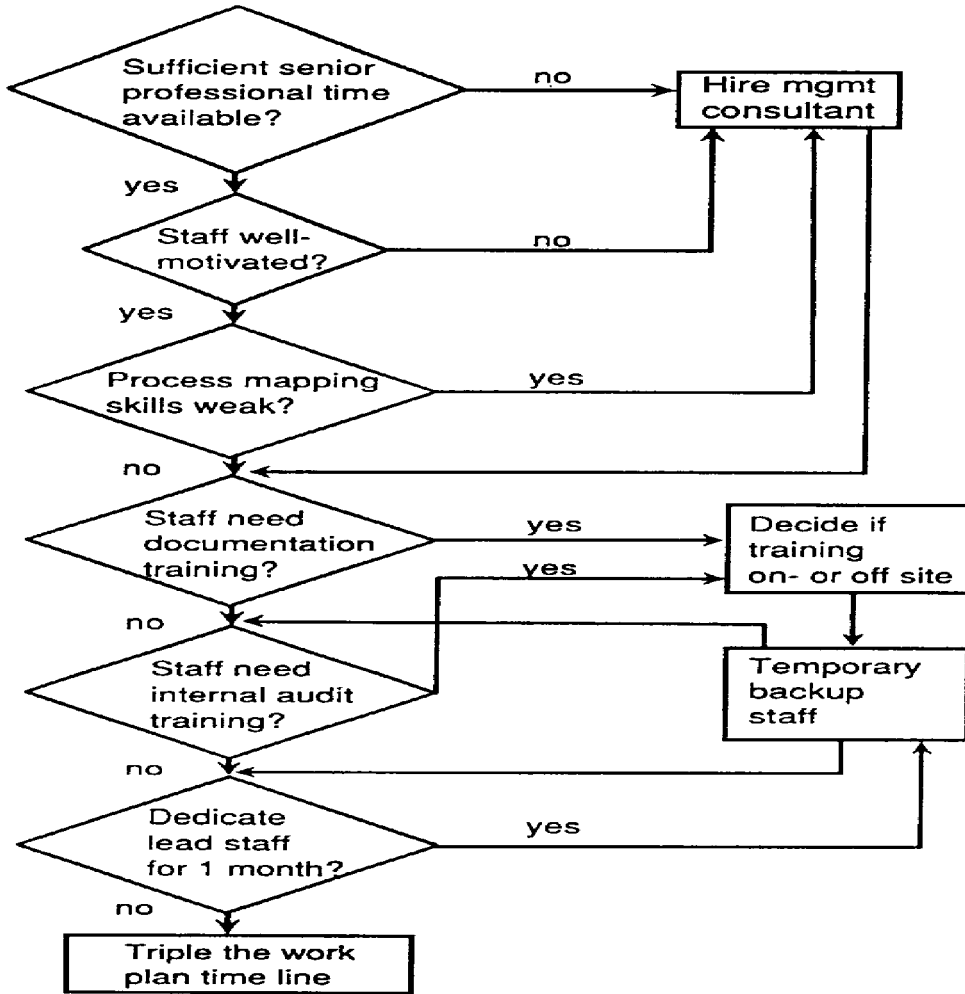 Sufficient senior
professional time
available?
no
Hire mgmt
consultant
yes
Staff well-
motivated?
no
yes
Process mapping
skills weak?
yes
no
Staff need
documentation
training?
yes
Decide if
training
on- or off site
yes
no
Staff need
internal audit
training?
Temporary
backup
staff
no
Dedicate
lead staff
for 1 month?
yes
no
Triple the work
plan time line